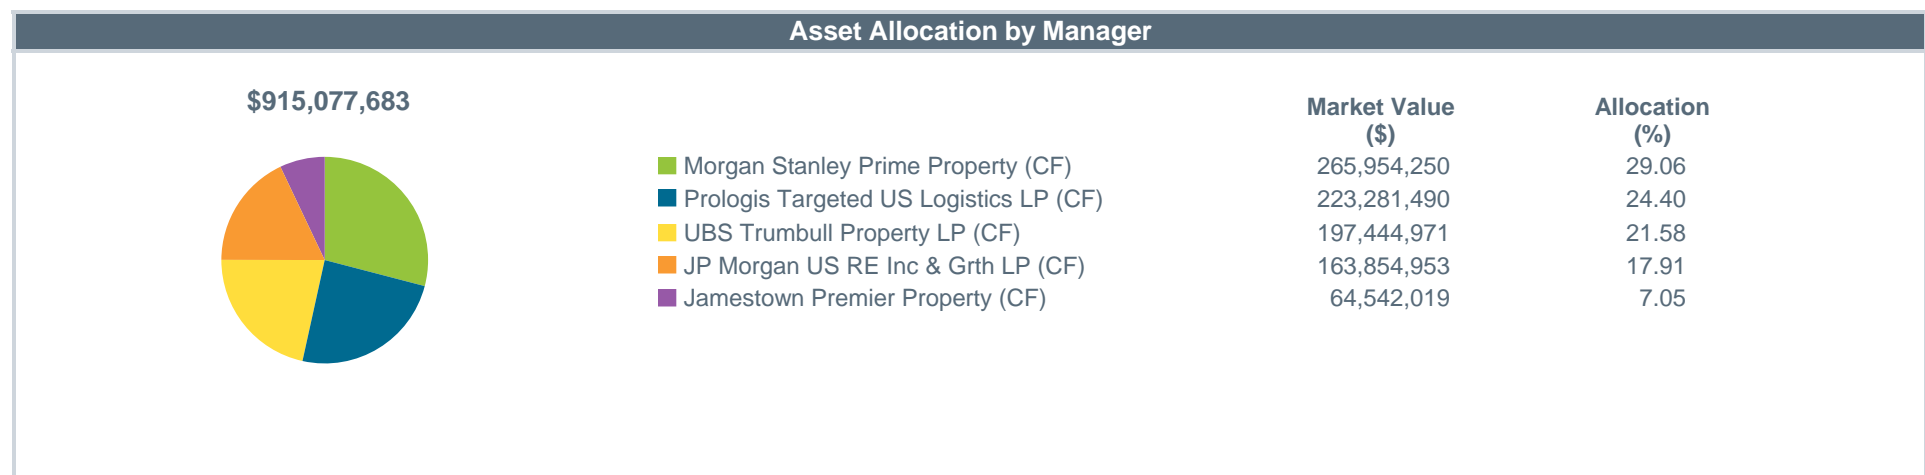 Asset Allocation by Manager
$915,077,683
Market Value Allocation
($) (%)
Morgan Stanley Prime Property (CF) 265,954,250 29.06
Prologis Targeted US Logistics LP (CF) 223,281,490 24.40
UBS Trumbull Property LP (CF) 197,444,971 21.58
JP Morgan US RE Inc & Grth LP (CF) 163,854,953 17.91
Jamestown Premier Property (CF) 64,542,019 7.05